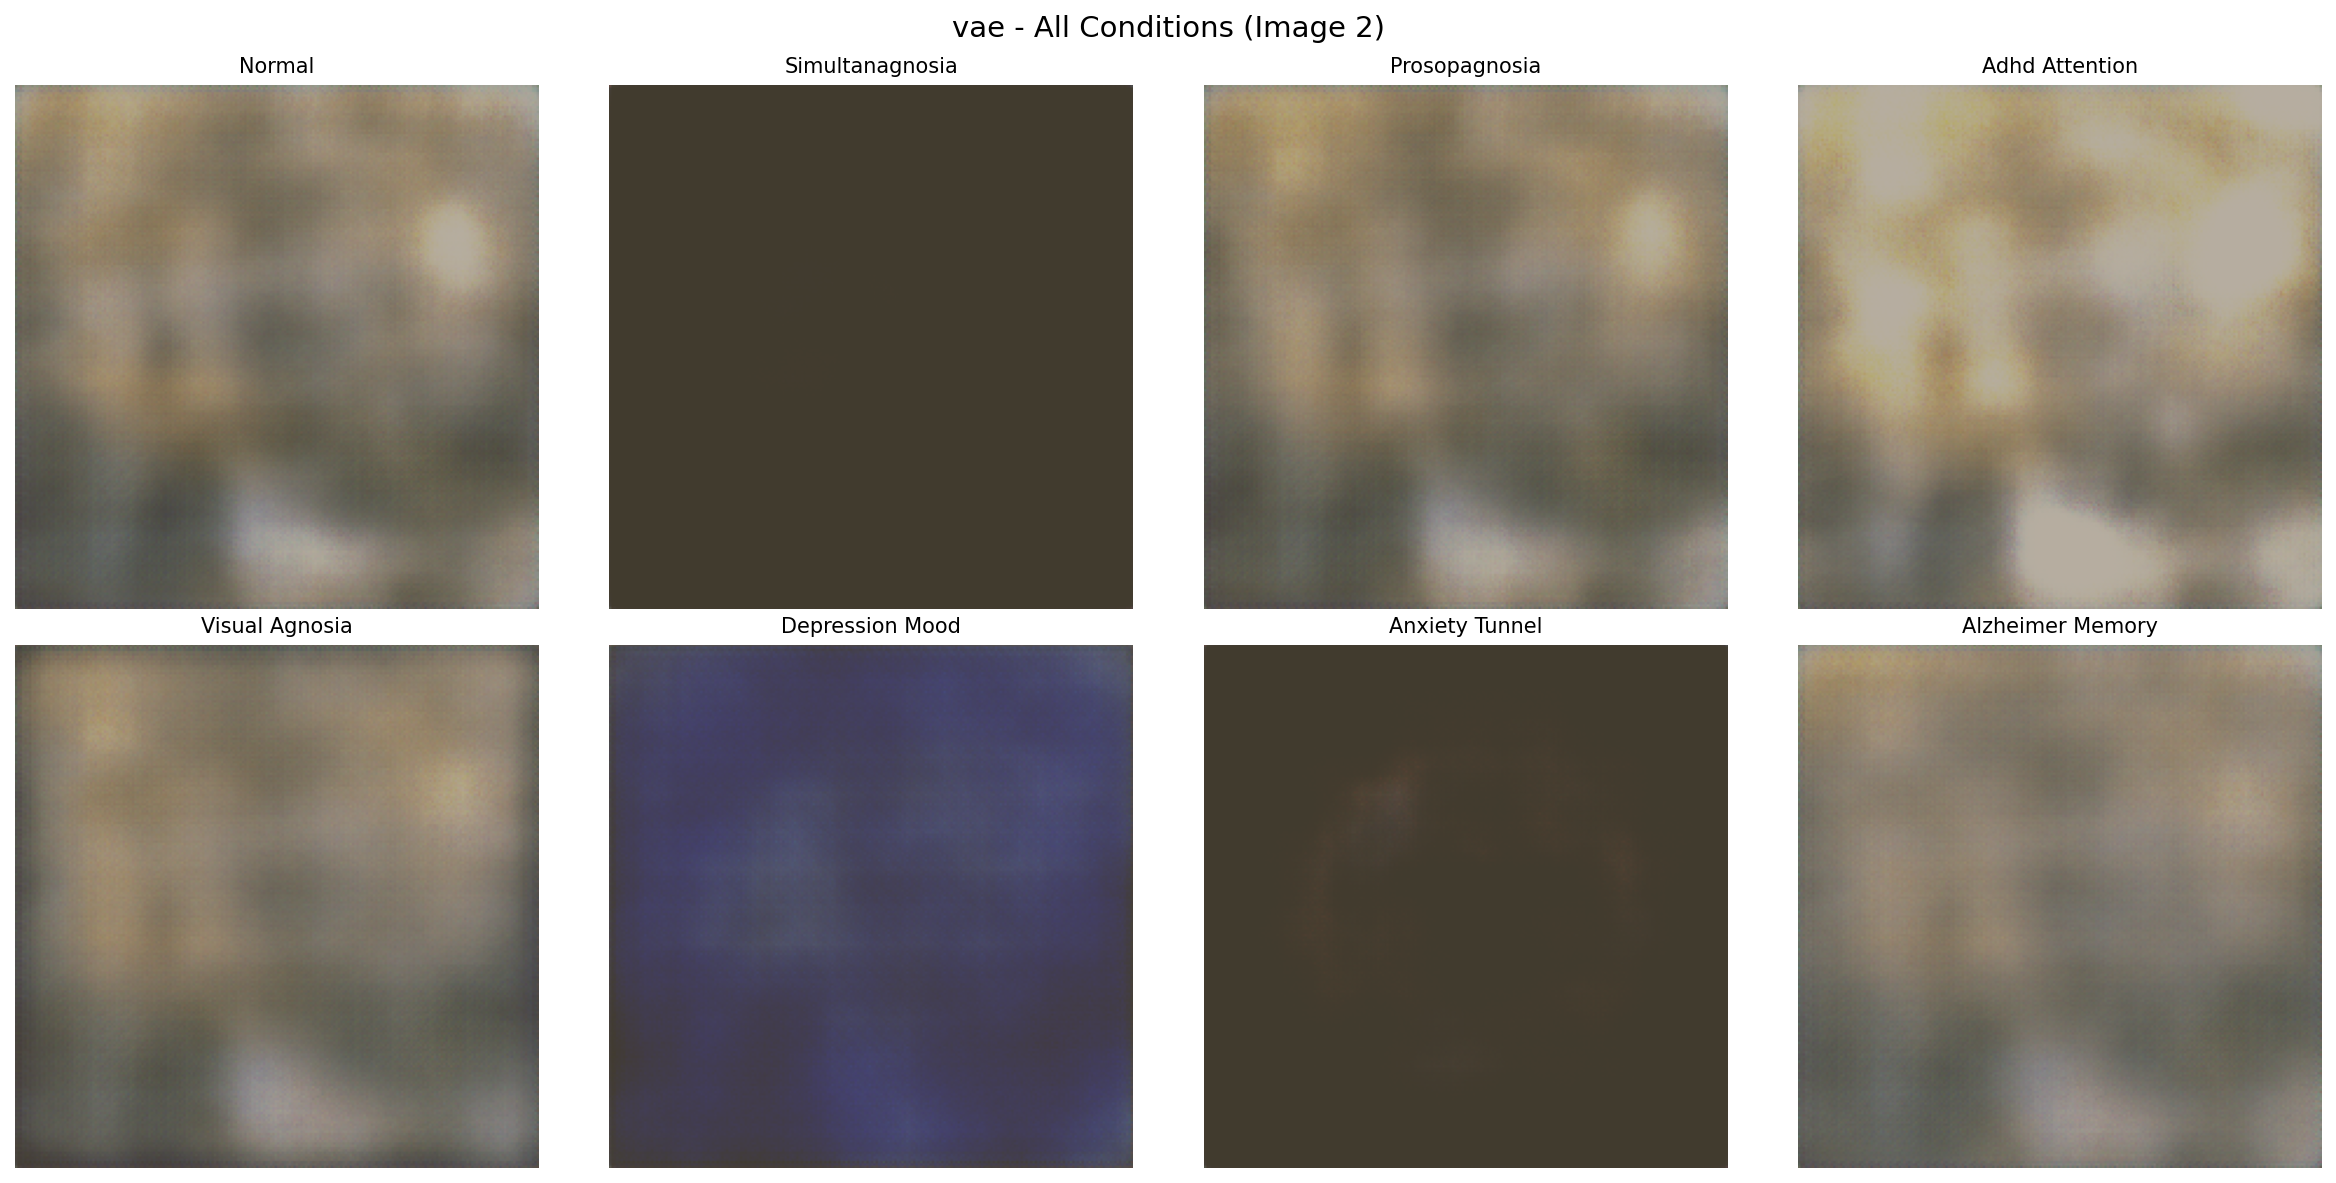 vae - All Conditions (Image 2)
Normal
Simultanagnosia
Prosopagnosia
Adhd Attention
Visual Agnosia
Depression Mood
Anxiety Tunnel
Alzheimer Memory